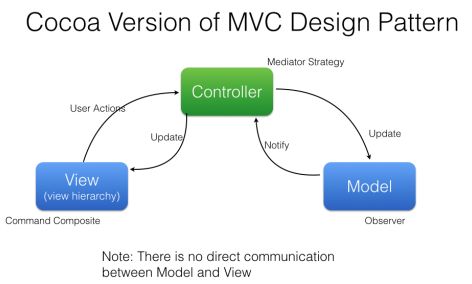 Cocoa Version of MVC Design Pattern
Mediator Strategy
Controller
User Actions
Update
Update
Notify
View
(view hierarchy)
Model
Command Composite
Observer
Note: There is no direct communication
between Model and View